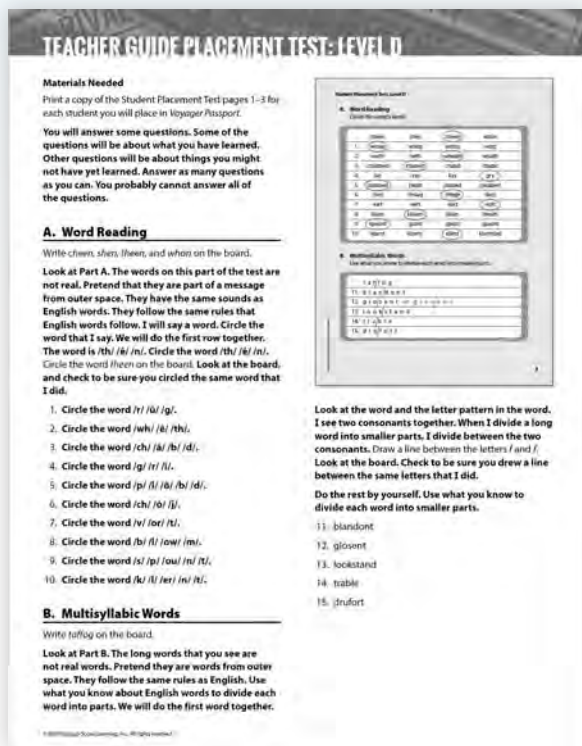 TEACHER GUIDE PLACEMENT TEST: LEVEL D
Materials Needed
Print a copy of the Student Placement Test pages 1–3 for
each student you will place in Voyager Passport.
You will answer some questions. Some of the
questions will be about what you have learned.
Other questions will be about things you might
not have yet learned. Answer as many questions
as you can. You probably cannot answer all of
the questions.
A. Word Reading
Write cheen, shen, theen, and whon on the board.
Look at Part A. The words on this part of the test are
not real. Pretend that they are part of a message
from outer space. They have the same sounds as
English words. They follow the same rules that
English words follow. I will say a word. Circle the
word that I say. We will do the first row together.
The word is /th/ /ē/ /n/. Circle the word /th/ /ē/ /n/.
Circle the word theen on the board. Look at the board,
and check to be sure you circled the same word that
I did.
1. Circle the word /r/ /g/.
2. Circle the word /wh/ /th/.
3. Circle the word /ch/ /b/ /d/.
4. Circle the word /g/ /r/
5. Circle the word /p/ /l/ /b/ /d/.
6. Circle the word /ch/ /j/.
7. Circle the word /v/ /or/ /t/.
8. Circle the word /b/ /l/ /ow/ /m/.
9. Circle the word /s/ /p/ /ou/ /n/ /t/.
10. Circle the word /k/ /l/ /er/ /n/ /t/.
B. Multisyllabic Words
Write taffug on the board.
Look at Part B. The long words that you see are
not real words. Pretend they are words from outer
space. They follow the same rules as English. Use
what you know about English words to divide each
word into parts. We will do the first word together.
A. Word Reading
B. Multisyllabic Words
Look at the word and the letter pattern in the word.
I see two consonants together. When I divide a long
word into smaller parts, I divide between the two
consonants. Draw a line between the letters f and f.
Look at the board. Check to be sure you drew a line
between the same letters that I did.
Do the rest by yourself. Use what you know to
divide each word into smaller parts.
11. blandont
12. glosent
13. lookstand
14. trable
15. drufort